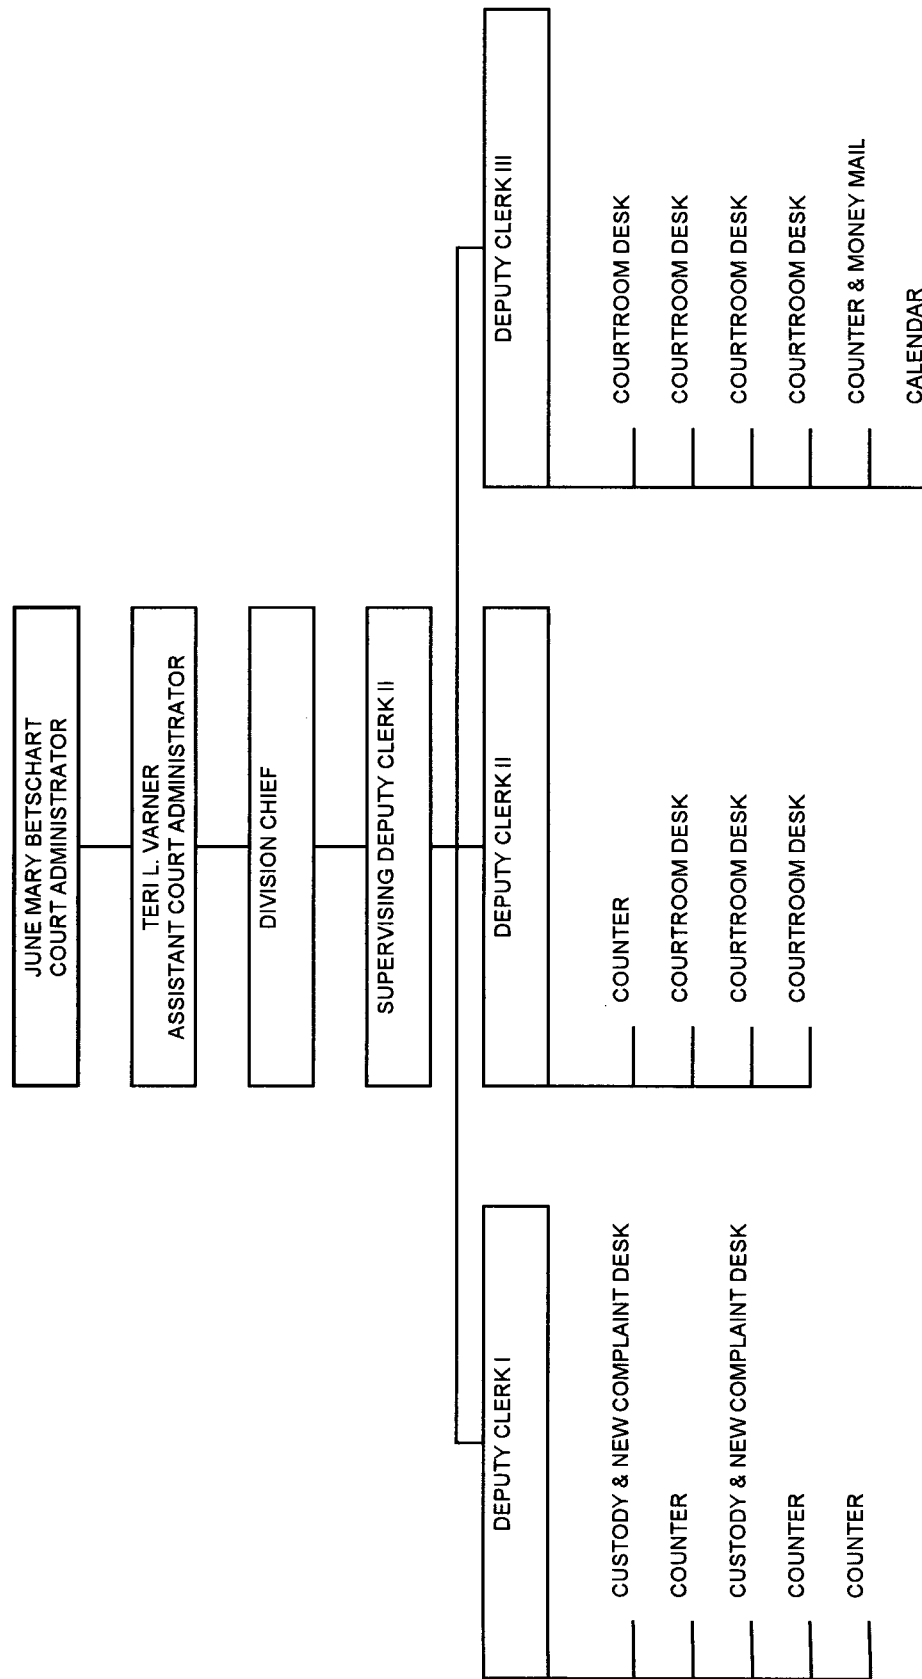 JUNE MARY BETSCHART
COURT ADMINISTRATOR
TERI L. VARNER
ASSISTANT COURT ADMINISTRATOR
DIVISION CHIEF
SUPERVISING DEPUTY CLERK II
DEPUTY CLERK I
CUSTODY & NEW COMPLAINT DESK
COUNTER
CUSTODY & NEW COMPLAINT DESK
COUNTER
COUNTER
DEPUTY CLERK II
COUNTER
COURTROOM DESK
COURTROOM DESK
COURTROOM DESK
DEPUTY CLERK III
COURTROOM DESK
COURTROOM DESK
COURTROOM DESK
COURTROOM DESK
COUNTER & MONEY MAIL
CALENDAR